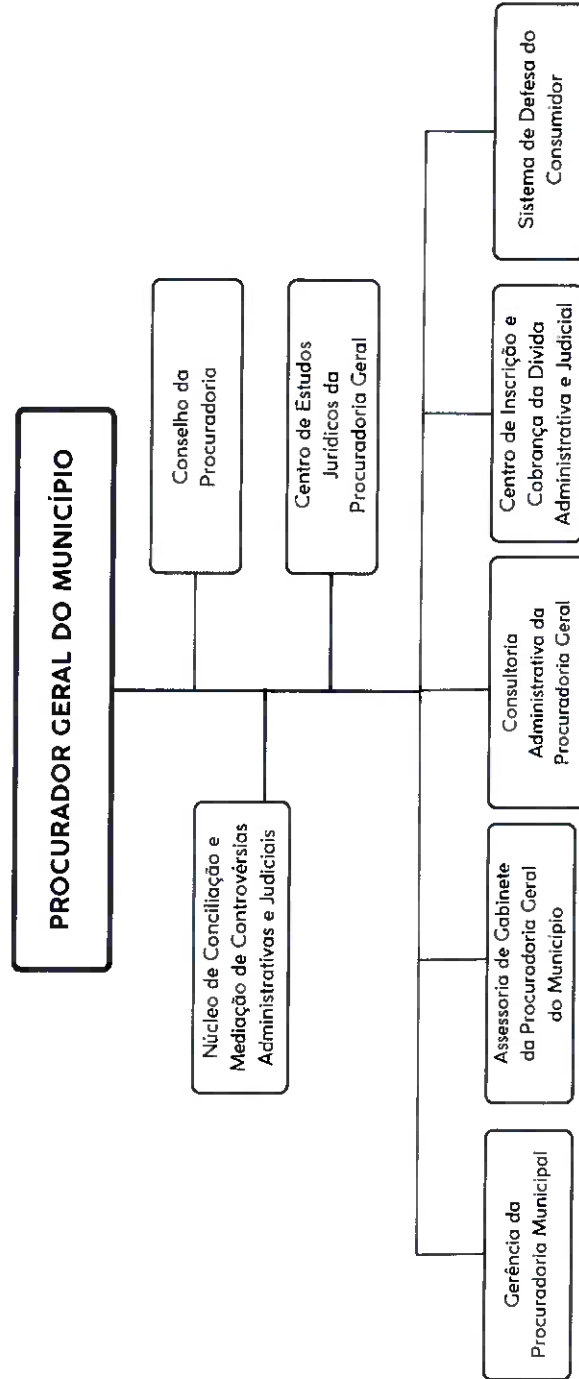 PROCURADOR GERAL DO MUNICÍPIO
Conselho da
Procuradoria
Núcleo de Conciliação e
Mediação de Controvérsias
Administrativas e Judiciais
Centro de Estudos
Jurídicos da
Procuradoria Geral
Gerência da
Procuradoria Municipal
Assessoria de Gabinete
da Procuradoria Geral
do Município
Consultoria
Administrativa da
Procuradoria Geral
Centro de Inscrição e
Cobrança da Dívida
Administrativa e Judicial
Sistema de Defesa do
Consumidor